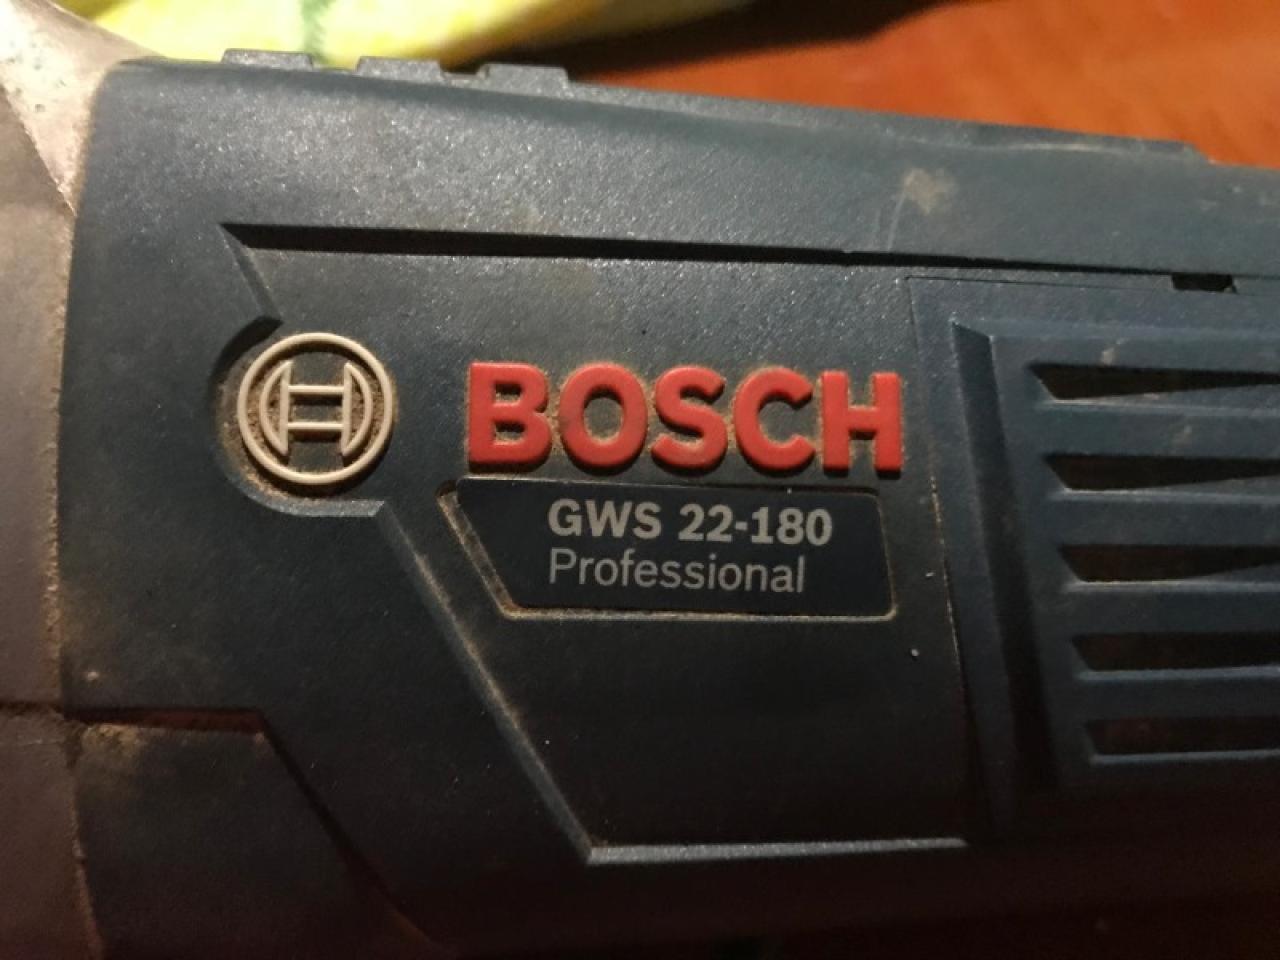 BOSCH
GWS 22-180
Professional